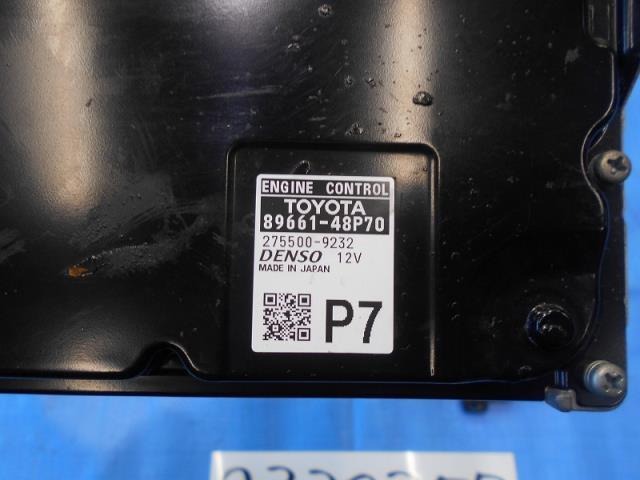 ENGINE CONTROL
TOYOTA
89661-48P70
275500-9232
DENSO 12V
MADE IN JAPAN
P7